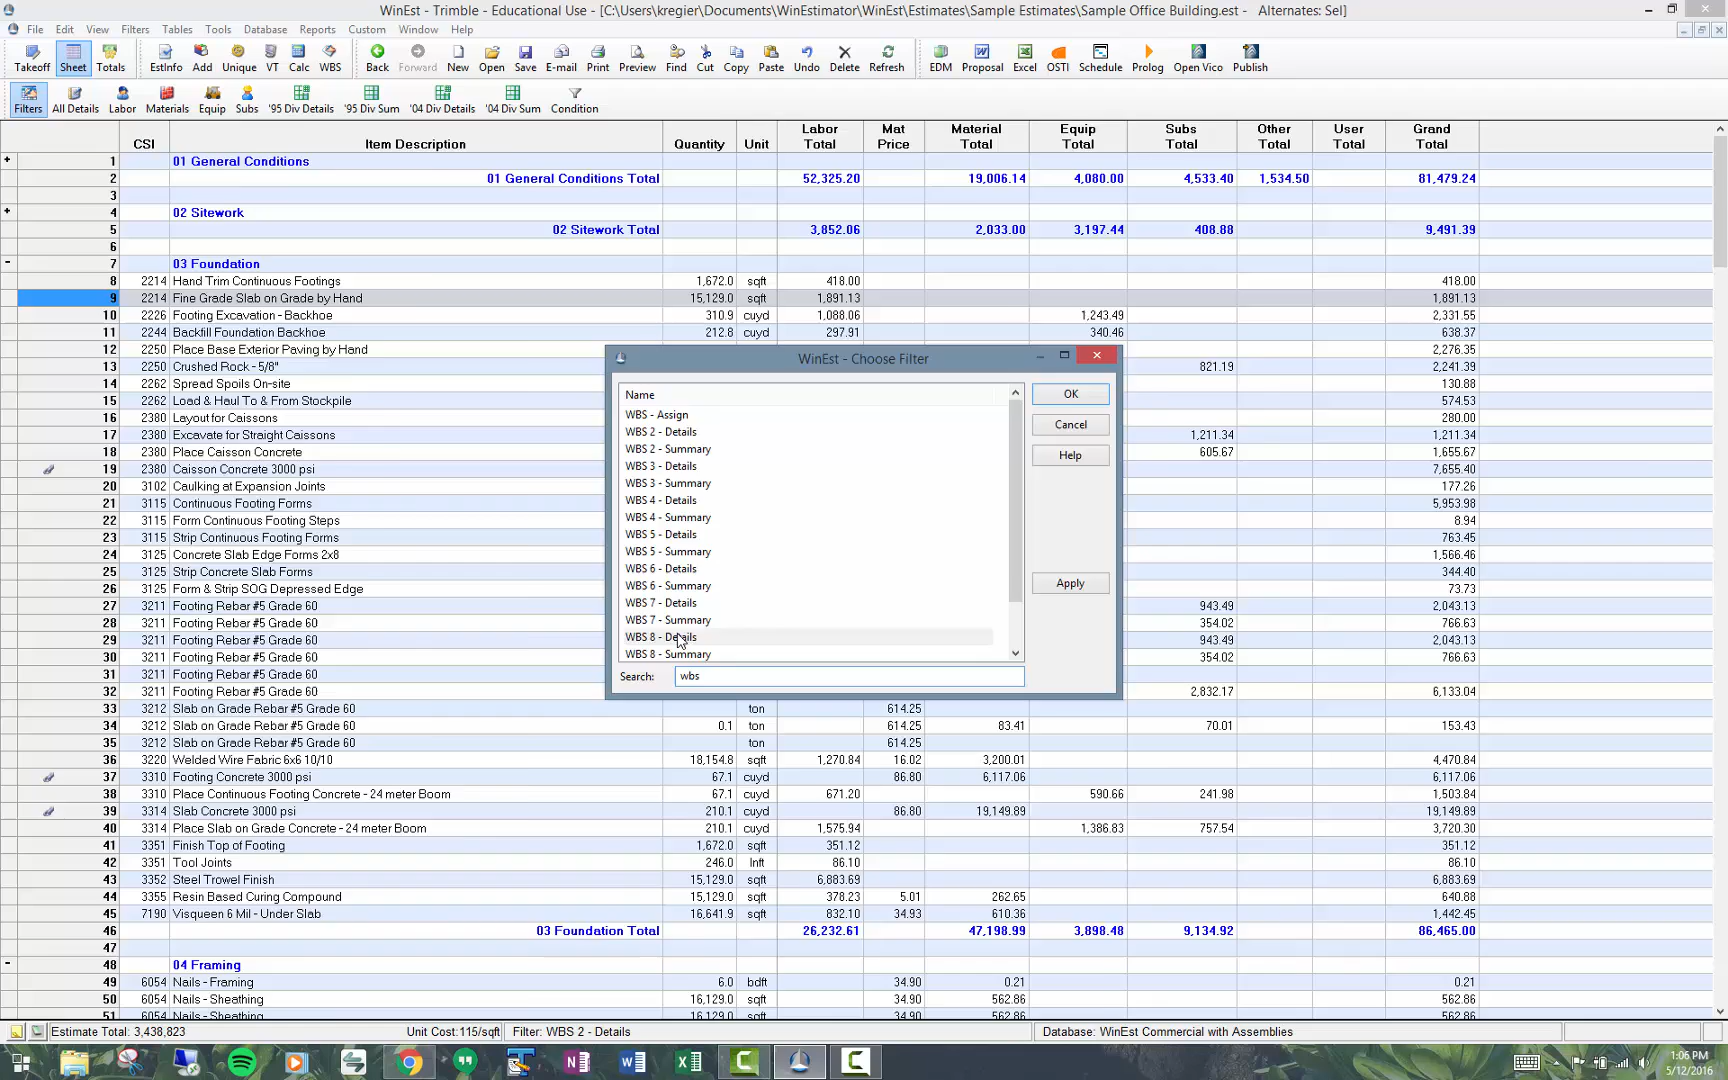 WinEst - Trimble - Educational Use - [C:\Users\kregier\Documents\WinEstimator\WinEst\Estimates\Sample Estimates\Sample Office Building.est -   Alternates: Sel]
File Edit View Filters Tables Tools Database Reports Custom Window Help
Takeoff Sheet Totals EstInfo Add Unique VT Calc WBS Back Forward New Open Save E-mail Print Preview Find Cut Copy Paste Undo Delete Refresh EDM Proposal Excel OSTI Schedule Prolog Open Vico Publish
Filters All Details Labor Materials Equip Subs '95 Div Details '95 Div Sum '04 Div Details '04 Div Sum Condition
CSI Item Description Quantity Unit Labor Total Mat Price Material Total Equip Total Subs Total Other Total User Total Grand Total
+ 1 01 General Conditions
2 01 General Conditions Total 52,325.20 19,006.14 4,080.00 4,533.40 1,534.50 81,479.24
3
+ 4 02 Sitework
5 02 Sitework Total 3,852.06 2,033.00 3,197.44 408.88 9,491.39
6
- 7 03 Foundation
8 2214 Hand Trim Continuous Footings 1,672.0 sqft 418.00 418.00
9 2214 Fine Grade Slab on Grade by Hand 15,129.0 sqft 1,891.13 1,891.13
10 2226 Footing Excavation - Backhoe 310.9 cuyd 1,088.06 1,243.49 2,331.55
11 2244 Backfill Foundation Backhoe 212.8 cuyd 297.91 340.46 638.37
12 2250 Place Base Exterior Paving by Hand 2,276.35
13 2250 Crushed Rock - 5/8" 821.19 2,241.39
14 2262 Spread Spoils On-site 130.88
15 2262 Load & Haul To & From Stockpile 574.53
16 2380 Layout for Caissons 280.00
17 2380 Excavate for Straight Caissons 1,211.34 1,211.34
18 2380 Place Caisson Concrete 605.67 1,655.67
19 2380 Caisson Concrete 3000 psi 7,655.40
20 3102 Caulking at Expansion Joints 177.26
21 3115 Continuous Footing Forms 5,953.98
22 3115 Form Continuous Footing Steps 8.94
23 3115 Strip Continuous Footing Forms 763.45
24 3125 Concrete Slab Edge Forms 2x8 1,566.46
25 3125 Strip Concrete Slab Forms 344.40
26 3125 Form & Strip SOG Depressed Edge 73.73
27 3211 Footing Rebar #5 Grade 60 943.49 2,043.13
28 3211 Footing Rebar #5 Grade 60 354.02 766.63
29 3211 Footing Rebar #5 Grade 60 943.49 2,043.13
30 3211 Footing Rebar #5 Grade 60 354.02 766.63
31 3211 Footing Rebar #5 Grade 60
32 3211 Footing Rebar #5 Grade 60 2,832.17 6,133.04
33 3212 Slab on Grade Rebar #5 Grade 60 ton 614.25
34 3212 Slab on Grade Rebar #5 Grade 60 0.1 ton 614.25 83.41 70.01 153.43
35 3212 Slab on Grade Rebar #5 Grade 60 ton 614.25
36 3220 Welded Wire Fabric 6x6 10/10 18,154.8 sqft 1,270.84 16.02 3,200.01 4,470.84
37 3310 Footing Concrete 3000 psi 67.1 cuyd 86.80 6,117.06 6,117.06
38 3310 Place Continuous Footing Concrete - 24 meter Boom 67.1 cuyd 671.20 590.66 241.98 1,503.84
39 3314 Slab Concrete 3000 psi 210.1 cuyd 86.80 19,149.89 19,149.89
40 3314 Place Slab on Grade Concrete - 24 meter Boom 210.1 cuyd 1,575.94 1,386.83 757.54 3,720.30
41 3351 Finish Top of Footing 1,672.0 sqft 351.12 351.12
42 3351 Tool Joints 246.0 lnft 86.10 86.10
43 3352 Steel Trowel Finish 15,129.0 sqft 6,883.69 6,883.69
44 3355 Resin Based Curing Compound 15,129.0 sqft 378.23 5.01 262.65 640.88
45 7190 Visqueen 6 Mil - Under Slab 16,641.9 sqft 832.10 34.93 610.36 1,442.45
46 03 Foundation Total 26,232.61 47,198.99 3,898.48 9,134.92 86,465.00
47
- 48 04 Framing
49 6054 Nails - Framing 6.0 bdft 34.90 0.21 0.21
50 6054 Nails - Sheathing 16,129.0 sqft 34.90 562.86 562.86
51 6054 Nails - Sheathing 16,129.0 sqft 34.90 562.86 562.86
WinEst - Choose Filter
Name
WBS - Assign
WBS 2 - Details
WBS 2 - Summary
WBS 3 - Details
WBS 3 - Summary
WBS 4 - Details
WBS 4 - Summary
WBS 5 - Details
WBS 5 - Summary
WBS 6 - Details
WBS 6 - Summary
WBS 7 - Details
WBS 7 - Summary
WBS 8 - Details
WBS 8 - Summary
OK
Cancel
Help
Apply
Search: wbs
Estimate Total: 3,438,823 Unit Cost:115/sqft Filter: WBS 2 - Details Database: WinEst Commercial with Assemblies
1:06 PM
5/12/2016